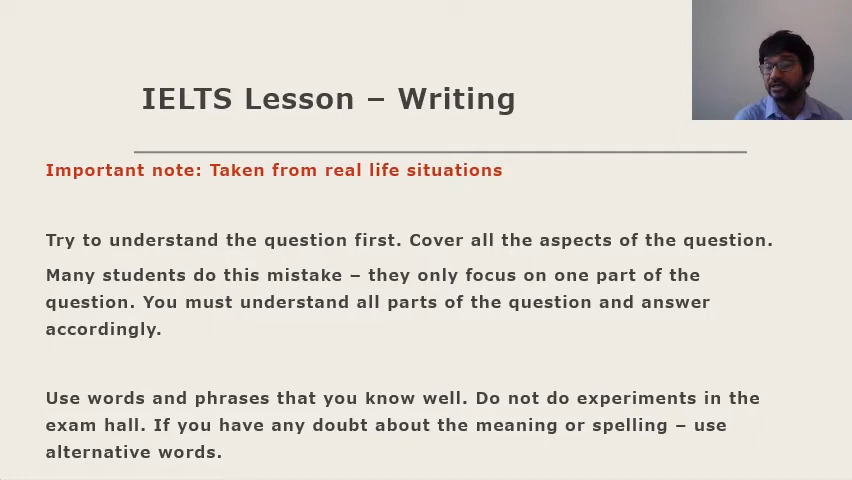 IELTS Lesson – Writing
Important note: Taken from real life situations
Try to understand the question first. Cover all the aspects of the question.
Many students do this mistake – they only focus on one part of the
question. You must understand all parts of the question and answer
accordingly.
Use words and phrases that you know well. Do not do experiments in the
exam hall. If you have any doubt about the meaning or spelling – use
alternative words.